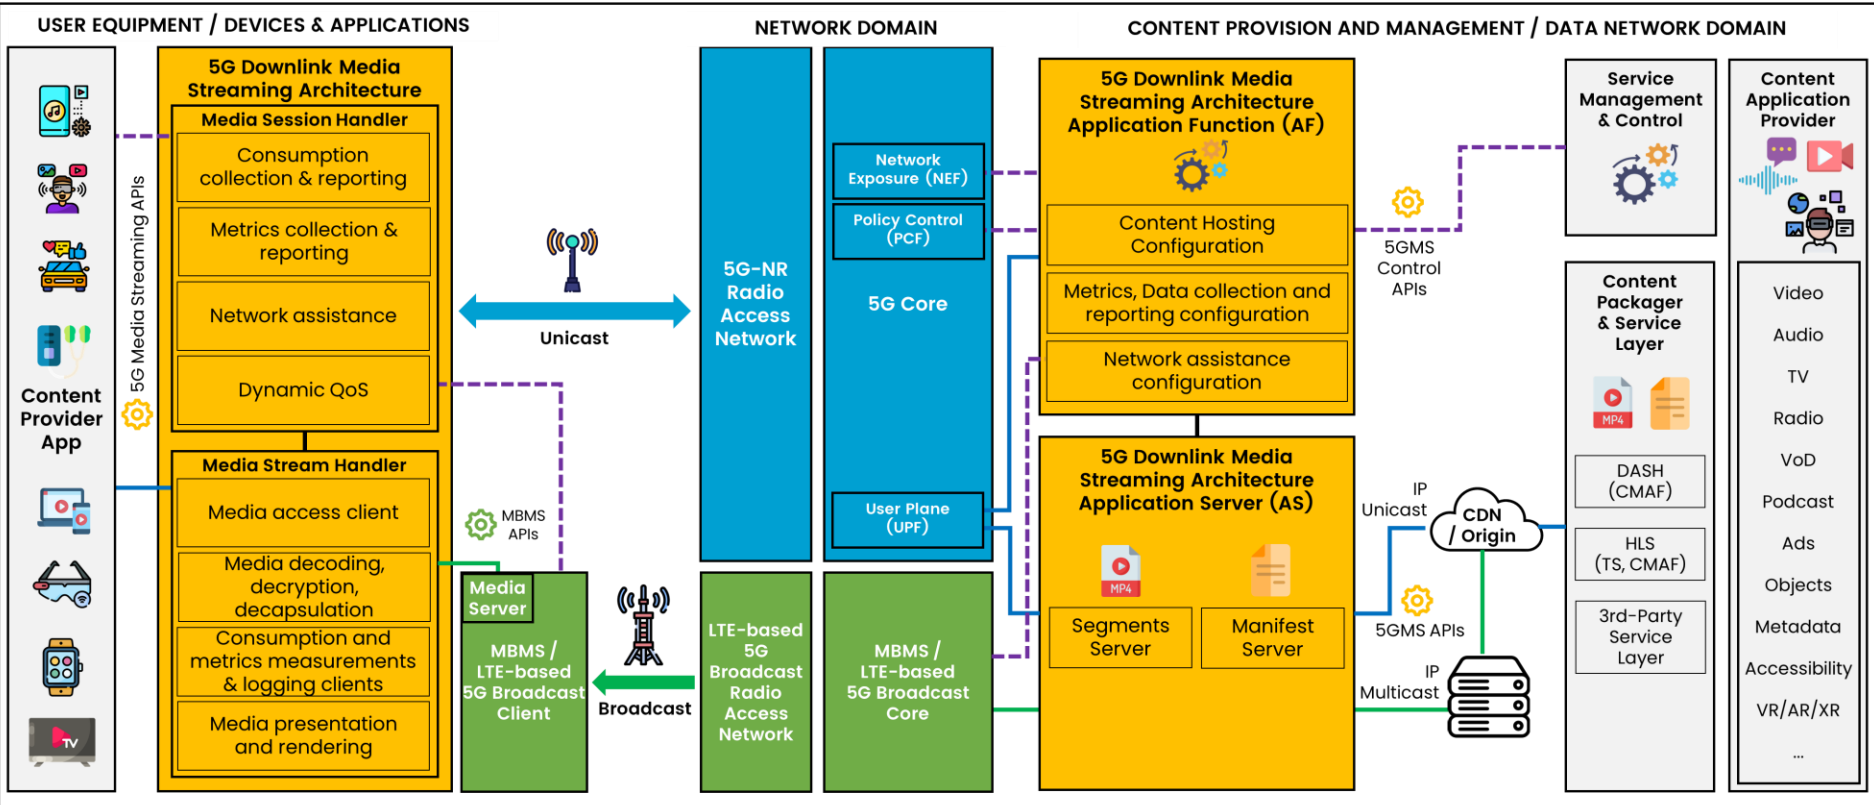 USER EQUIPMENT / DEVICES & APPLICATIONS
NETWORK DOMAIN
CONTENT PROVISION AND MANAGEMENT / DATA NETWORK DOMAIN
Content
Provider
App
5G Media Streaming APIs
5G Downlink Media
Streaming Architecture
Media Session Handler
Consumption
collection & reporting
Metrics collection &
reporting
Network assistance
Dynamic QoS
Media Stream Handler
Media access client
Media decoding,
decryption,
decapsulation
Consumption and
metrics measurements
& logging clients
Media presentation
and rendering
TV
MBMS
APIs
Media
Server
MBMS /
LTE-based
5G Broadcast
Client
Unicast
Broadcast
5G-NR
Radio
Access
Network
LTE-based
5G
Broadcast
Radio
Access
Network
Network
Exposure (NEF)
Policy Control
(PCF)
5G Core
User Plane
(UPF)
MBMS /
LTE-based
5G Broadcast
Core
5G Downlink Media
Streaming Architecture
Application Function (AF)
Content Hosting
Configuration
Metrics, Data collection and
reporting configuration
Network assistance
configuration
5G Downlink Media
Streaming Architecture
Application Server (AS)
MP4
Segments
Server
Manifest
Server
5GMS
Control
APIs
IP
Unicast
CDN
/ Origin
5GMS APIs
IP
Multicast
Service
Management
& Control
Content
Packager
& Service
Layer
MP4
DASH
(CMAF)
HLS
(TS, CMAF)
3rd-Party
Service
Layer
Content
Application
Provider
Video
Audio
TV
Radio
VoD
Podcast
Ads
Objects
Metadata
Accessibility
VR/AR/XR
...